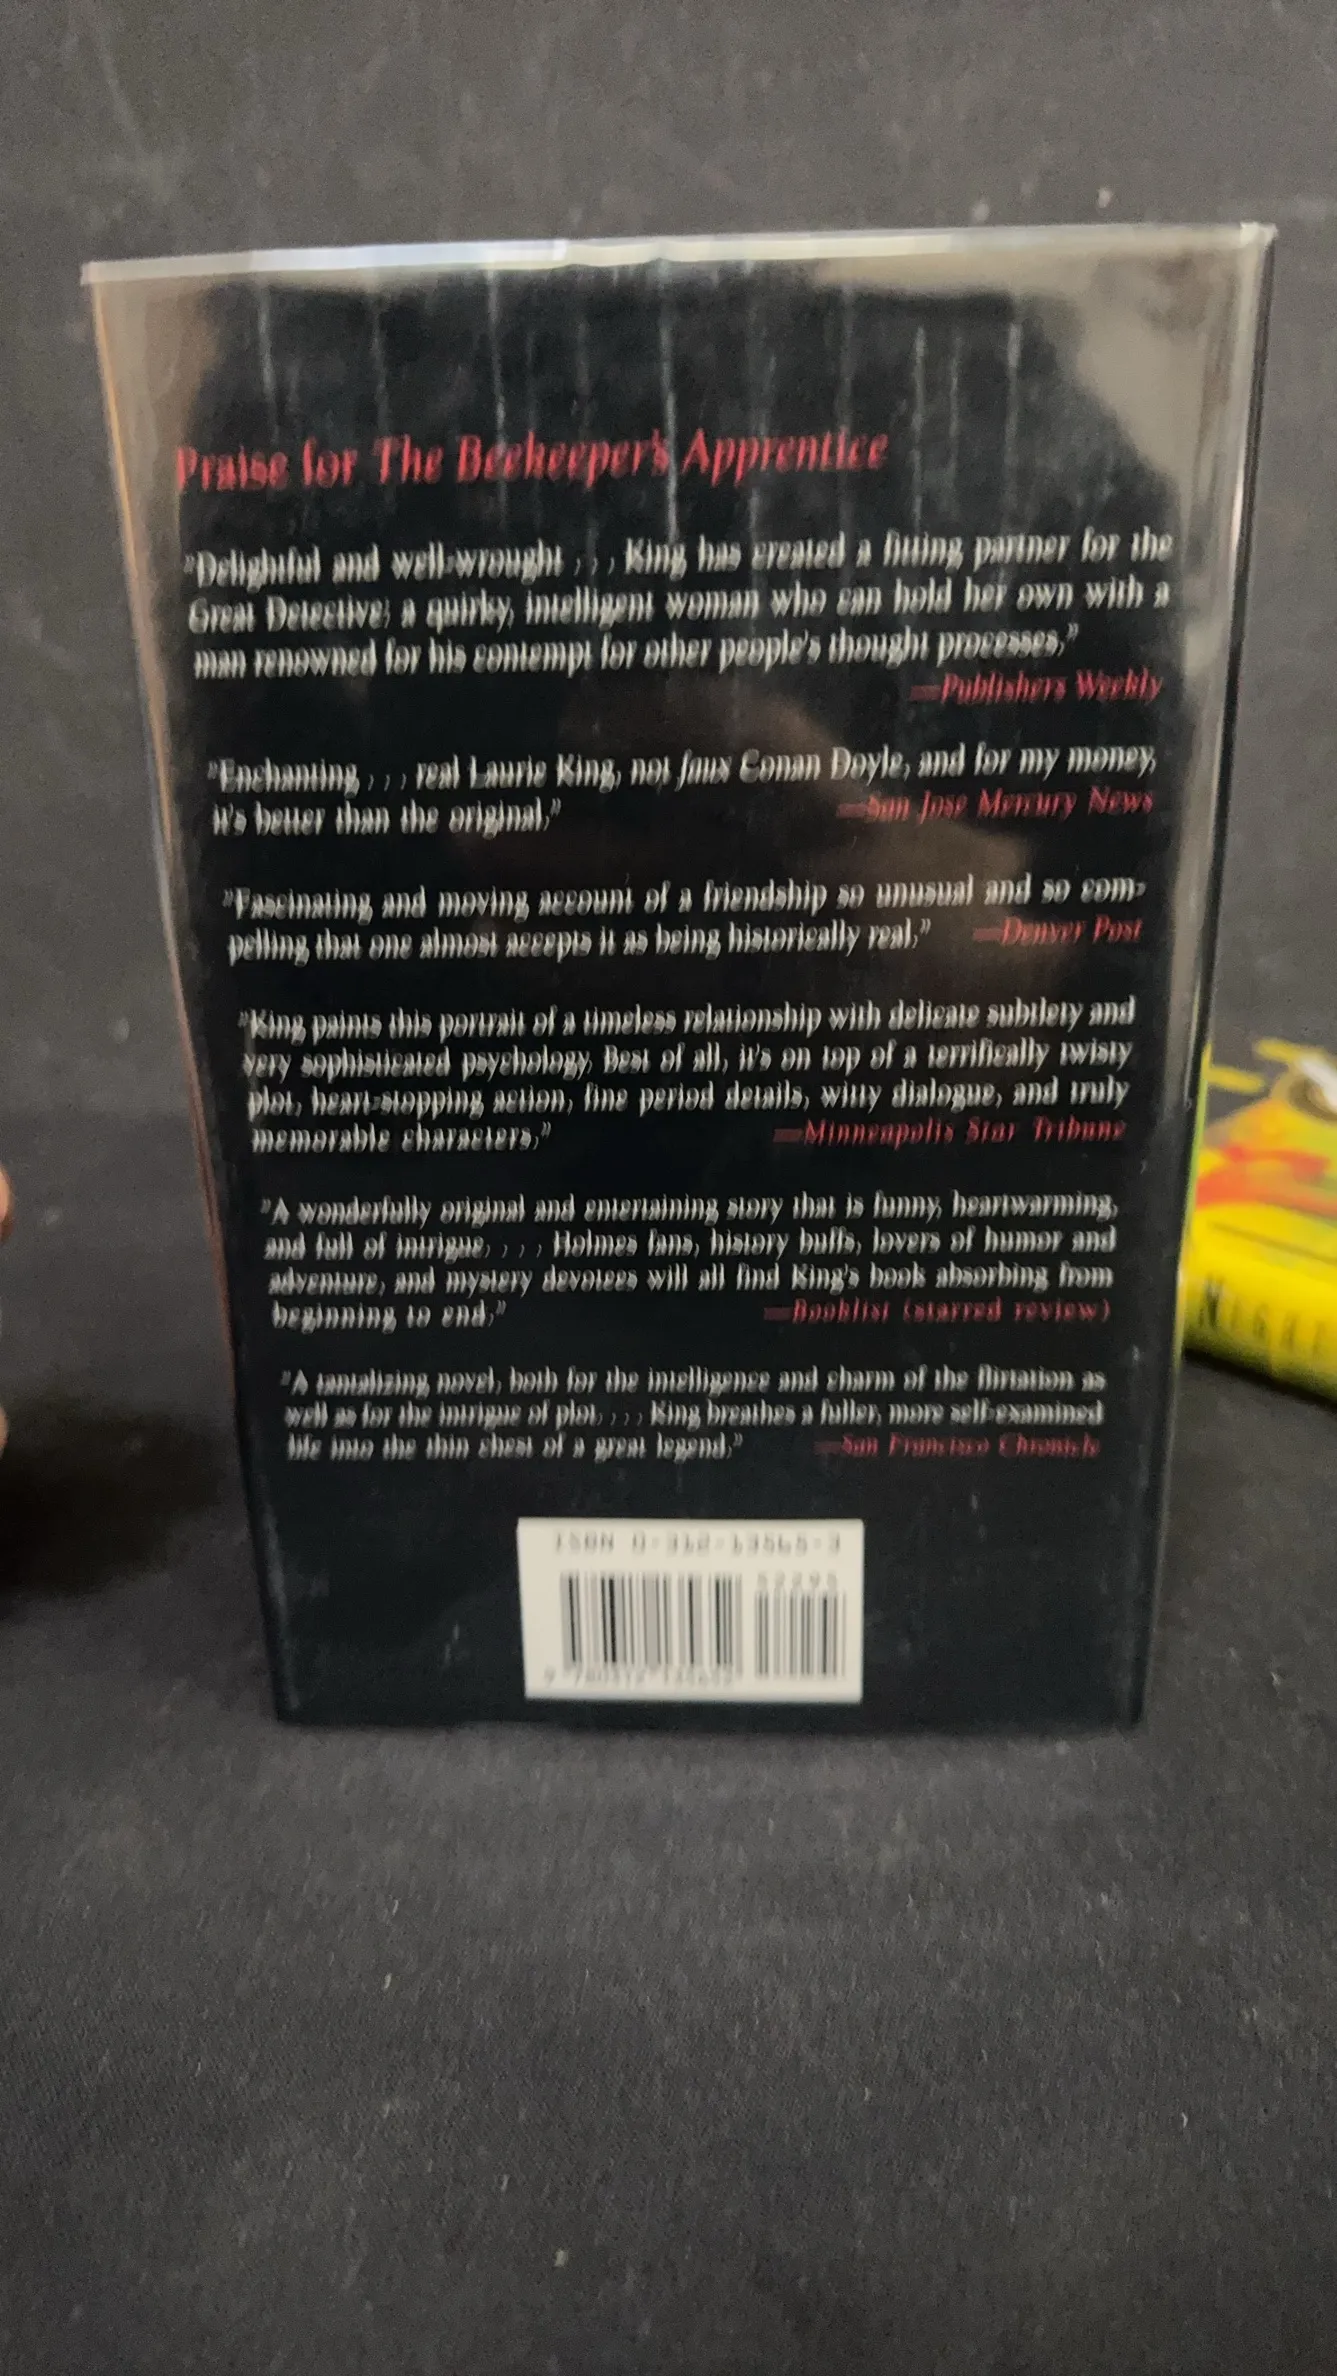 Praise for The Beekeeper's Apprentice
"Delightful and well-wrought . . . King has created a fitting partner for the
Great Detective: a quirky, intelligent woman who can hold her own with a
man renowned for his contempt for other people's thought processes."
—Publishers Weekly
"Enchanting . . . real Laurie King, not faux Conan Doyle, and for my money,
it's better than the original."
—San Jose Mercury News
"Fascinating and moving account of a friendship so unusual and so com-
pelling that one almost accepts it as being historically real."
—Denver Post
"King paints this portrait of a timeless relationship with delicate subtlety and
very sophisticated psychology. Best of all, it's on top of a terrifically twisty
plot, heart-stopping action, fine period details, witty dialogue, and truly
memorable characters."
—Minneapolis Star Tribune
"A wonderfully original and entertaining story that is funny, heartwarming,
and full of intrigue. . . . Holmes fans, history buffs, lovers of humor and
adventure, and mystery devotees will all find King's book absorbing from
beginning to end."
—Booklist (starred review)
"A tantalizing novel, both for the intelligence and charm of the flirtation as
well as for the intrigue of plot. . . . King breathes a fuller, more self-examined
life into the thin chest of a great legend."
—San Francisco Chronicle
ISBN 0-312-13565-3
52295
9 780312 135652